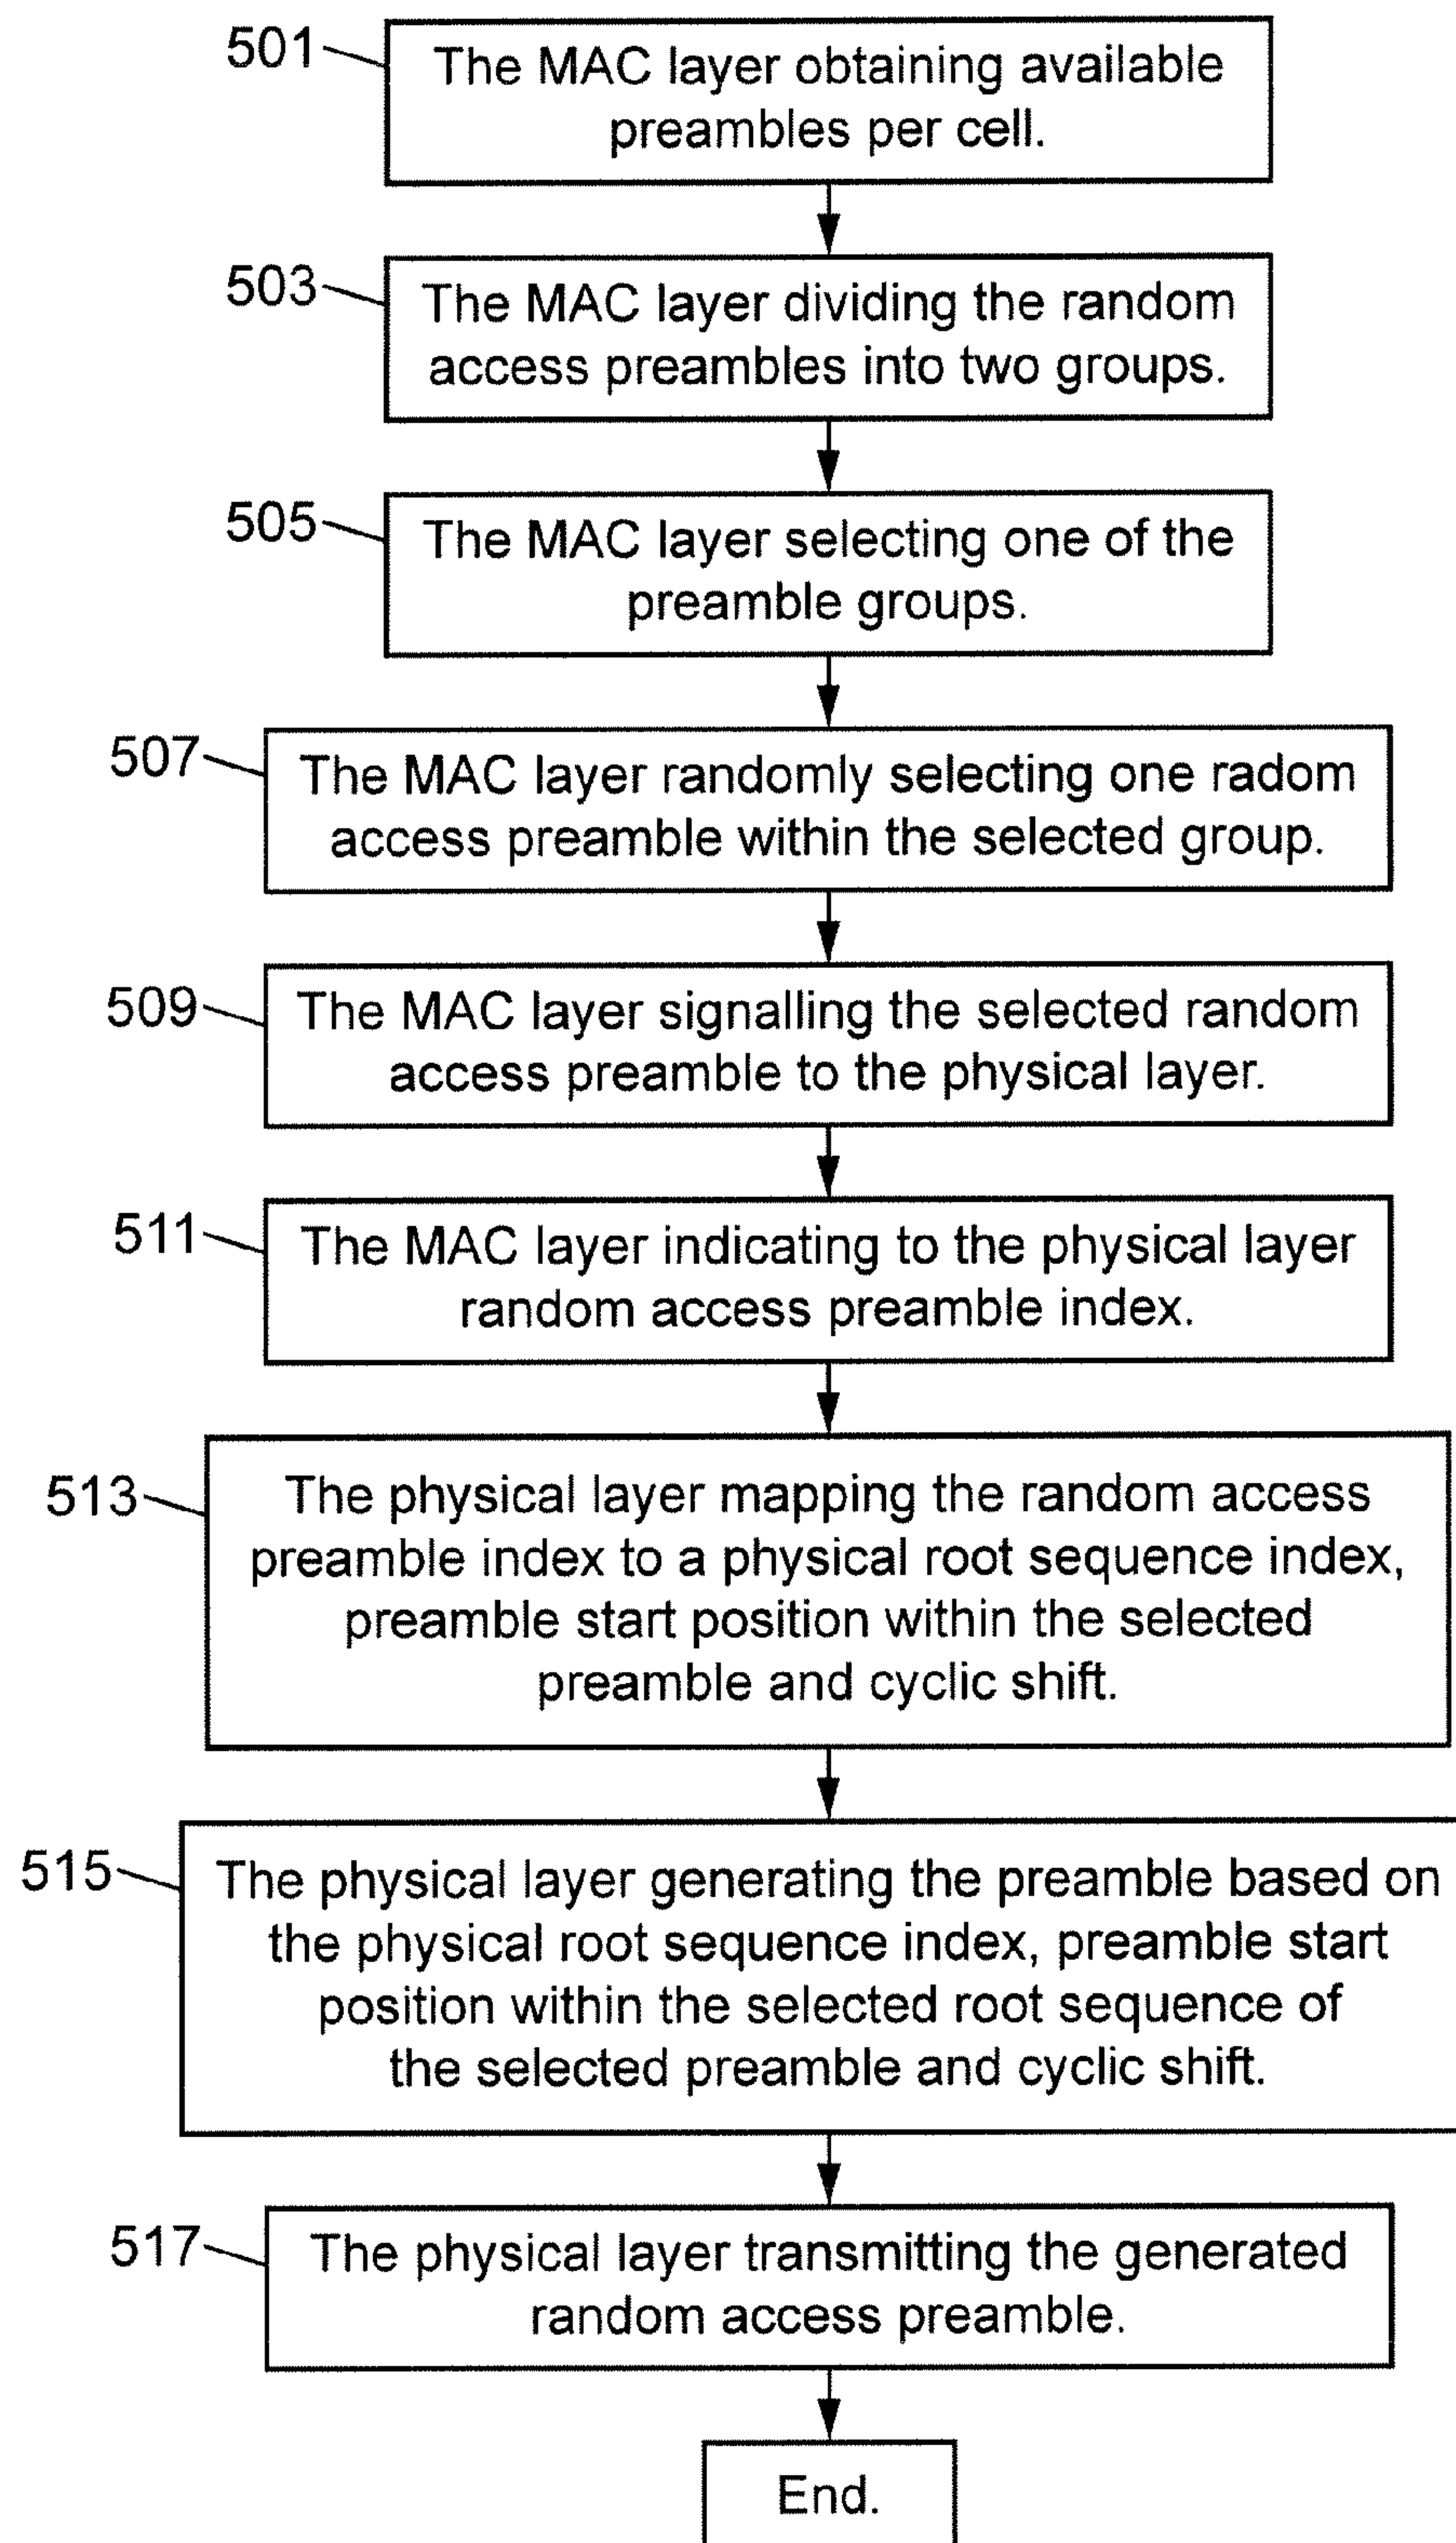 501
The MAC layer obtaining available
preambles per cell.
503
The MAC layer dividing the random
access preambles into two groups.
505
The MAC layer selecting one of the
preamble groups.
507
The MAC layer randomly selecting one radom
access preamble within the selected group.
509
The MAC layer signalling the selected random
access preamble to the physical layer.
511
The MAC layer indicating to the physical layer
random access preamble index.
513
The physical layer mapping the random access
preamble index to a physical root sequence index,
preamble start position within the selected
preamble and cyclic shift.
515
The physical layer generating the preamble based on
the physical root sequence index, preamble start
position within the selected root sequence of
the selected preamble and cyclic shift.
517
The physical layer transmitting the generated
random access preamble.
End.